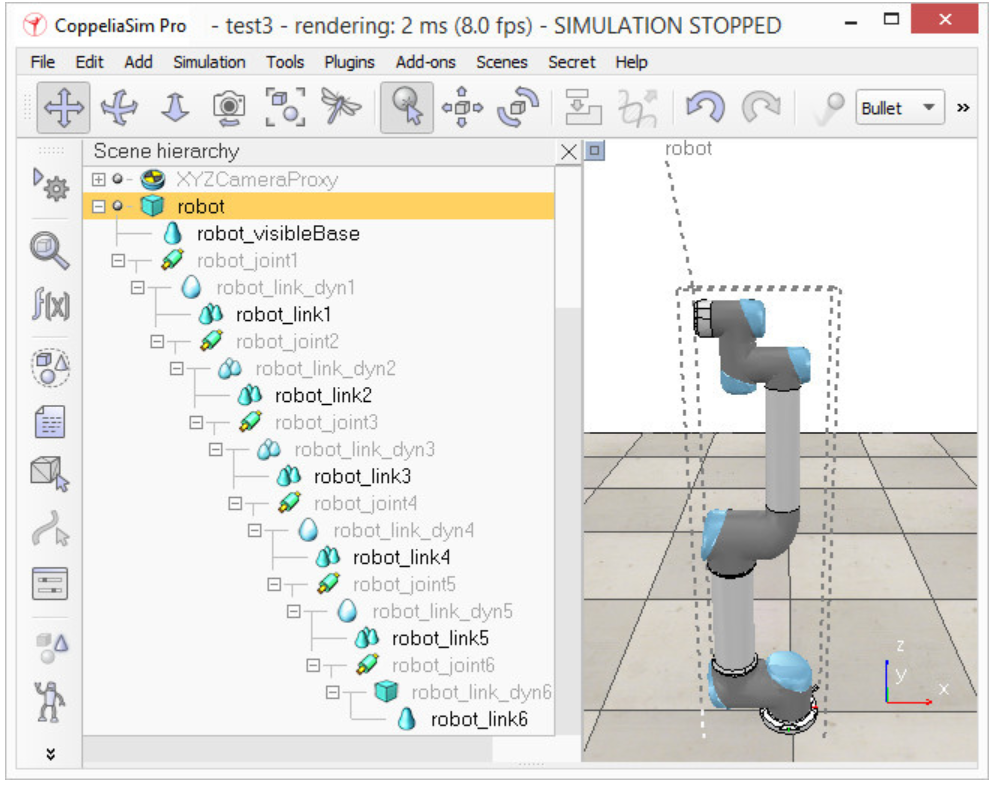 CoppeliaSim Pro - test3 - rendering: 2 ms (8.0 fps) - SIMULATION STOPPED
File Edit Add Simulation Tools Plugins Add-ons Scenes Secret Help
Bullet
Scene hierarchy
robot
XYZCameraProxy
robot
robot_visibleBase
robot_joint1
robot_link_dyn1
robot_link1
robot_joint2
robot_link_dyn2
robot_link2
robot_joint3
robot_link_dyn3
robot_link3
robot_joint4
robot_link_dyn4
robot_link4
robot_joint5
robot_link_dyn5
robot_link5
robot_joint6
robot_link_dyn6
robot_link6
f(x)
z
y
x